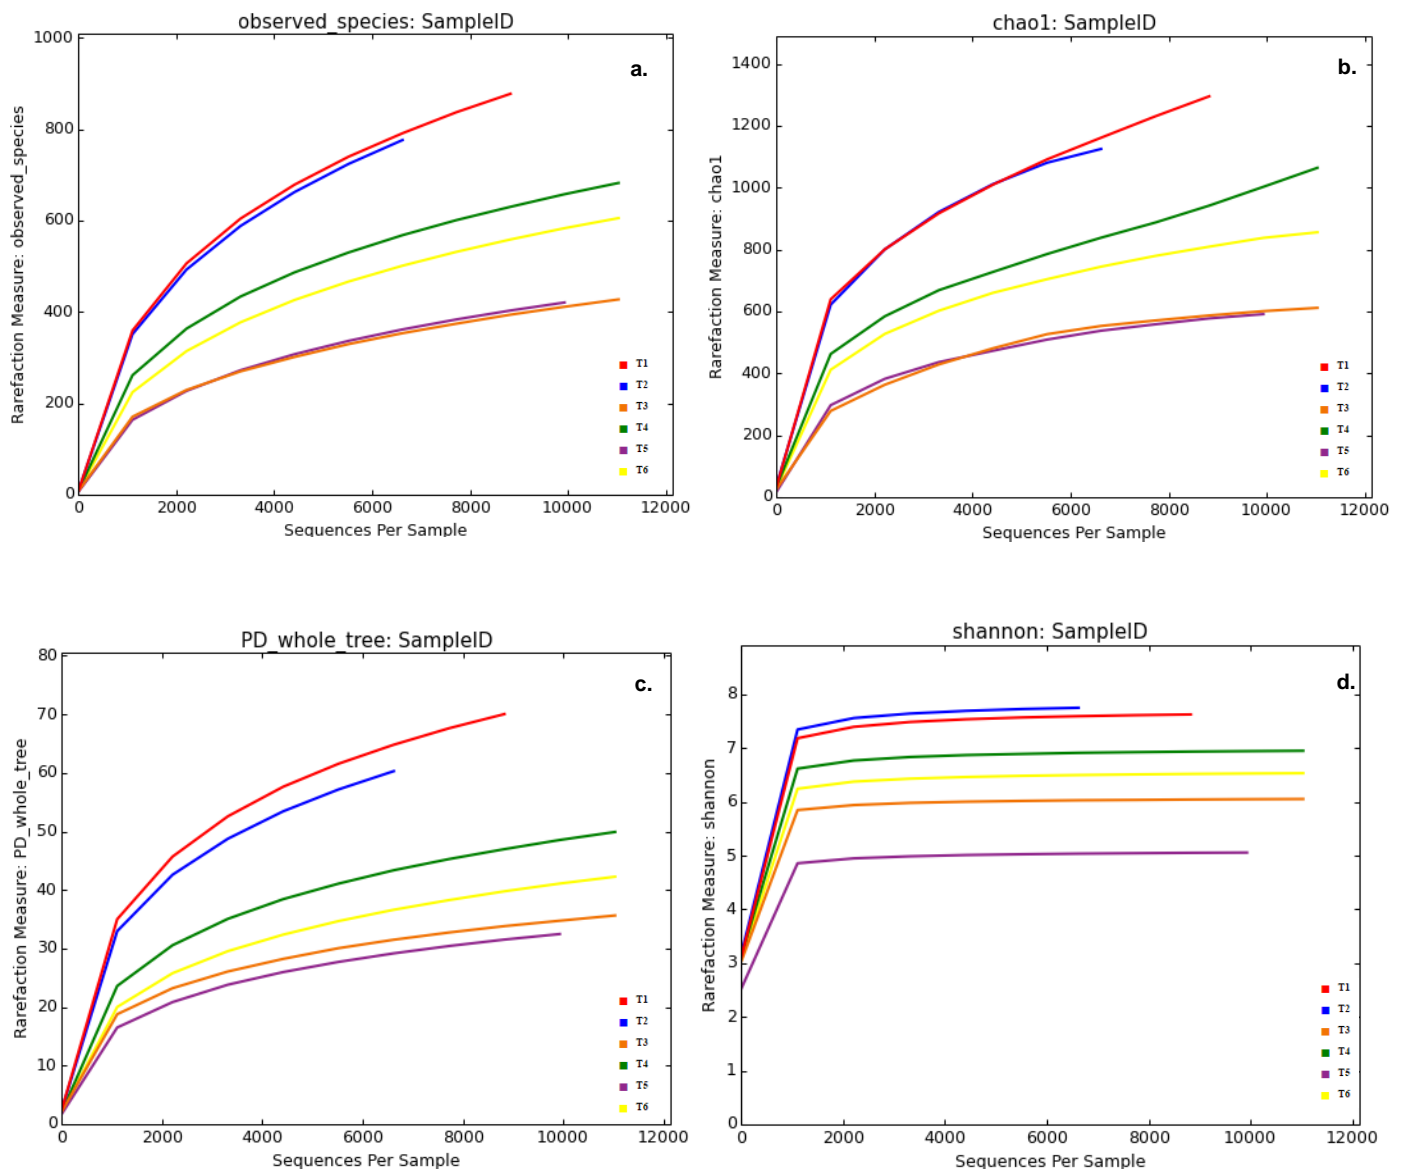 observed_species: SampleID
a.
Rarefaction Measure: observed_species
1000
800
600
400
200
0
0 2000 4000 6000 8000 10000 12000
Sequences Per Sample
T1
T2
T3
T4
T5
T6
chao1: SampleID
b.
Rarefaction Measure: chao1
1400
1200
1000
800
600
400
200
0
0 2000 4000 6000 8000 10000 12000
Sequences Per Sample
T1
T2
T3
T4
T5
T6
PD_whole_tree: SampleID
c.
Rarefaction Measure: PD_whole_tree
80
70
60
50
40
30
20
10
0
0 2000 4000 6000 8000 10000 12000
Sequences Per Sample
T1
T2
T3
T4
T5
T6
shannon: SampleID
d.
Rarefaction Measure: shannon
8
7
6
5
4
3
2
1
0
0 2000 4000 6000 8000 10000 12000
Sequences Per Sample
T1
T2
T3
T4
T5
T6